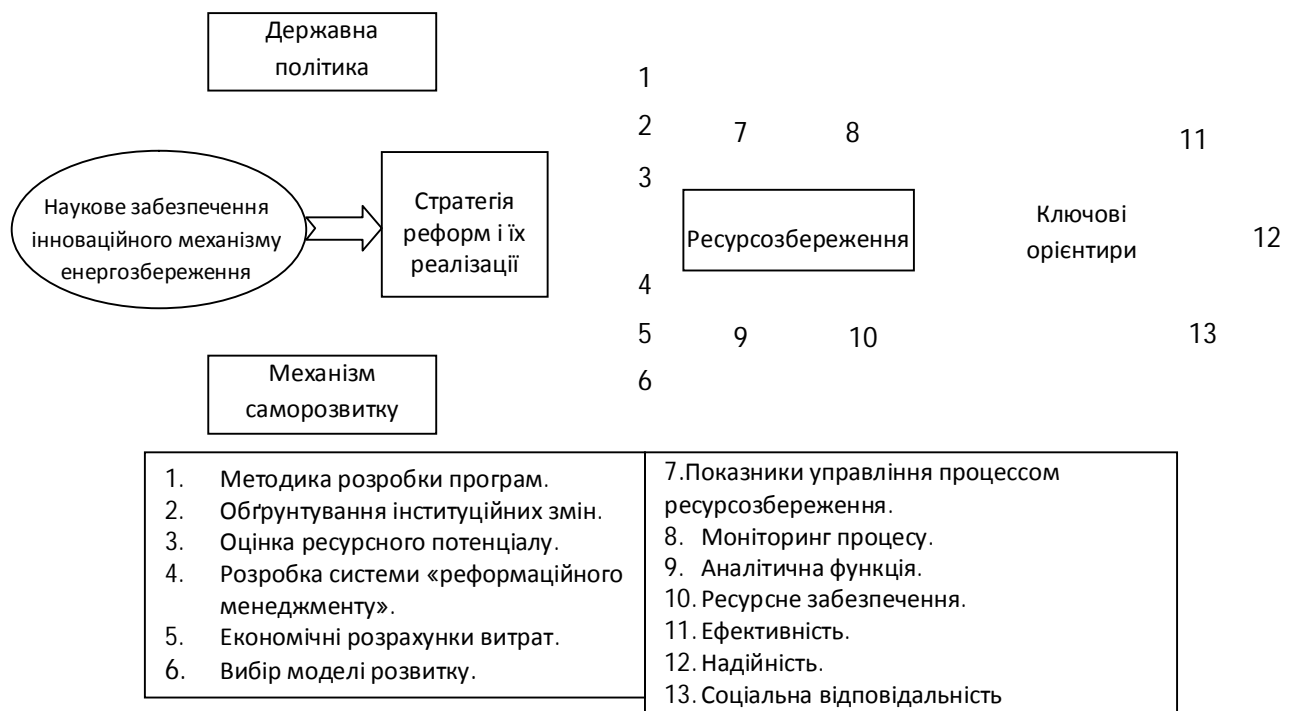 Державна
політика
1
2
7
8
11
3
Наукове забезпечення
інноваційного механізму
енергозбереження
Стратегія
реформ і їх
реалізації
Ресурсозбереження
Ключові
орієнтири
12
4
5
9
10
13
6
Механізм
саморозвитку
1. Методика розробки програм.
2. Обґрунтування інституційних змін.
3. Оцінка ресурсного потенціалу.
4. Розробка системи «реформаційного
менеджменту».
5. Економічні розрахунки витрат.
6. Вибір моделі розвитку.
7.Показники управління процессом
ресурсозбереження.
8. Моніторинг процесу.
9. Аналітична функція.
10. Ресурсне забезпечення.
11. Ефективність.
12. Надійність.
13. Соціальна відповідальність